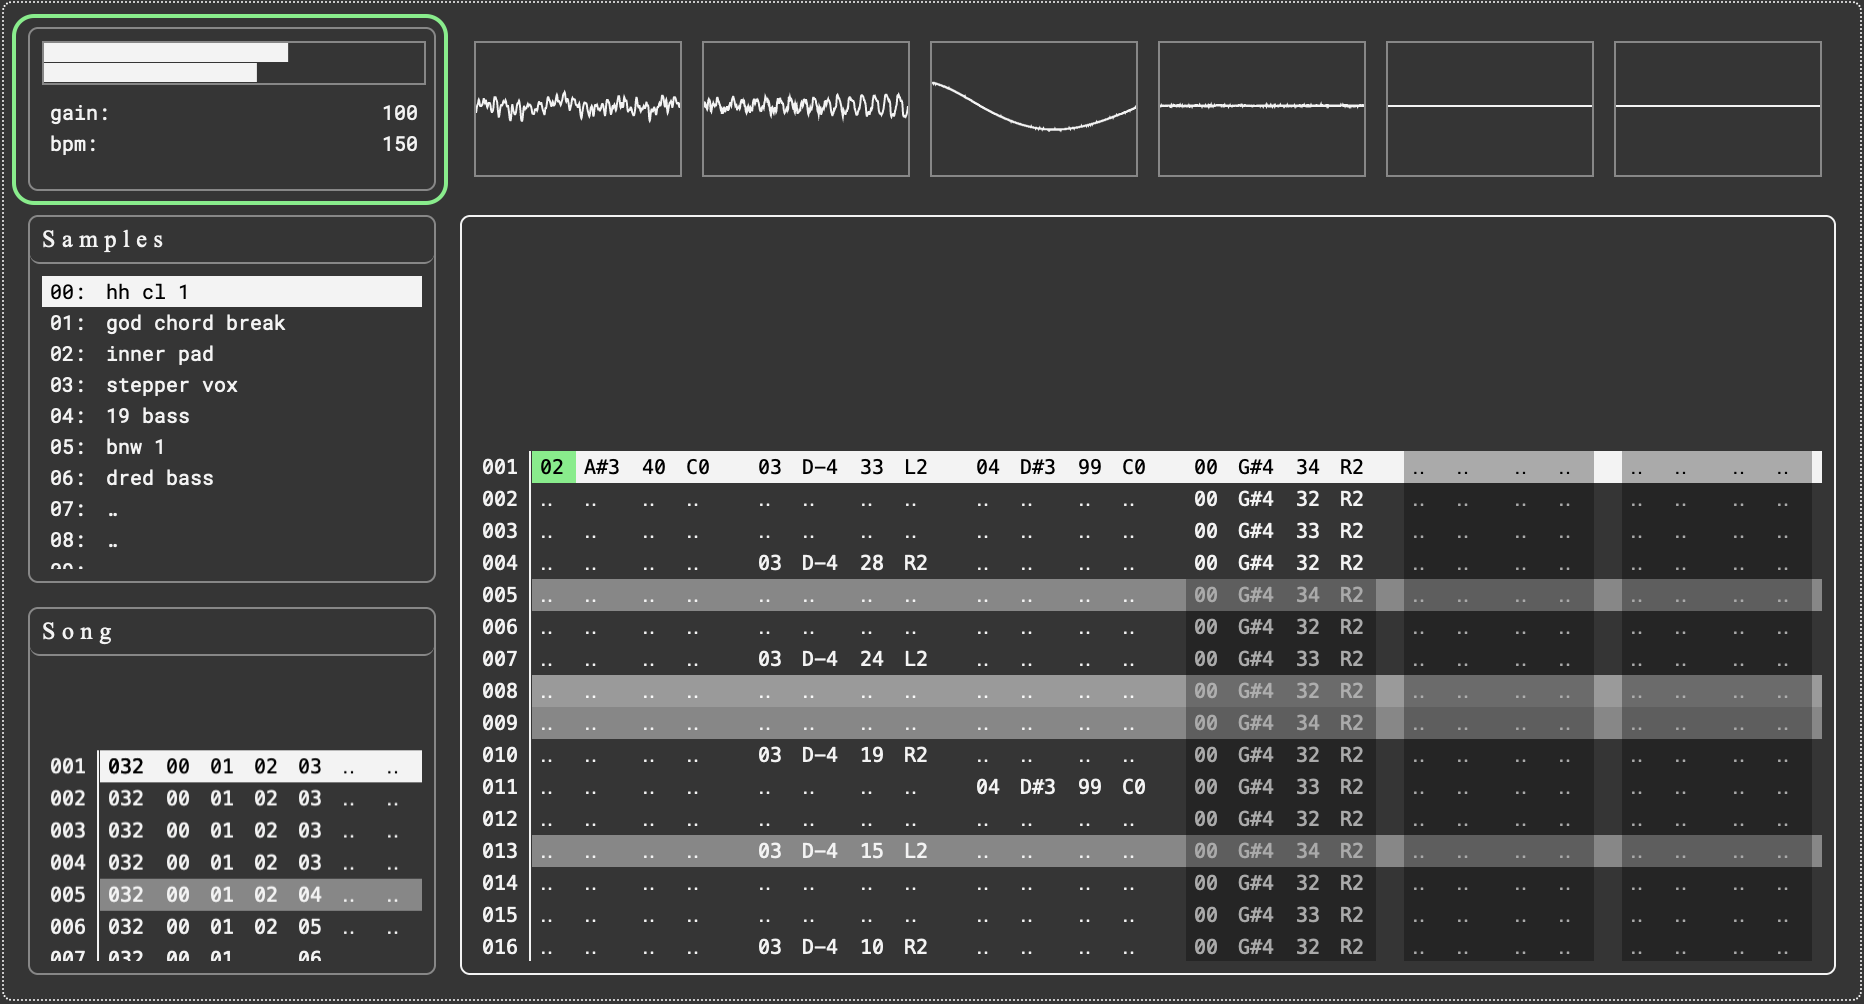 gain: 100
bpm: 150
Samples
00: hh cl 1
01: god chord break
02: inner pad
03: stepper vox
04: 19 bass
05: bnw 1
06: dred bass
07: ..
08: ..
Song
001 032 00 01 02 03 .. ..
002 032 00 01 02 03 .. ..
003 032 00 01 02 03 .. ..
004 032 00 01 02 03 .. ..
005 032 00 01 02 04 .. ..
006 032 00 01 02 05 .. ..
007 032 00 01 06
001 02 A#3 40 C0 03 D-4 33 L2 04 D#3 99 C0 00 G#4 34 R2 .. .. .. .. .. .. .. ..
002 .. .. .. .. .. .. .. .. .. .. .. .. 00 G#4 32 R2 .. .. .. .. .. .. .. ..
003 .. .. .. .. .. .. .. .. .. .. .. .. 00 G#4 33 R2 .. .. .. .. .. .. .. ..
004 .. .. .. .. 03 D-4 28 R2 .. .. .. .. 00 G#4 32 R2 .. .. .. .. .. .. .. ..
005 .. .. .. .. .. .. .. .. .. .. .. .. 00 G#4 34 R2 .. .. .. .. .. .. .. ..
006 .. .. .. .. .. .. .. .. .. .. .. .. 00 G#4 32 R2 .. .. .. .. .. .. .. ..
007 .. .. .. .. 03 D-4 24 L2 .. .. .. .. 00 G#4 33 R2 .. .. .. .. .. .. .. ..
008 .. .. .. .. .. .. .. .. .. .. .. .. 00 G#4 32 R2 .. .. .. .. .. .. .. ..
009 .. .. .. .. .. .. .. .. .. .. .. .. 00 G#4 34 R2 .. .. .. .. .. .. .. ..
010 .. .. .. .. 03 D-4 19 R2 .. .. .. .. 00 G#4 32 R2 .. .. .. .. .. .. .. ..
011 .. .. .. .. .. .. .. .. 04 D#3 99 C0 00 G#4 33 R2 .. .. .. .. .. .. .. ..
012 .. .. .. .. .. .. .. .. .. .. .. .. 00 G#4 32 R2 .. .. .. .. .. .. .. ..
013 .. .. .. .. 03 D-4 15 L2 .. .. .. .. 00 G#4 34 R2 .. .. .. .. .. .. .. ..
014 .. .. .. .. .. .. .. .. .. .. .. .. 00 G#4 32 R2 .. .. .. .. .. .. .. ..
015 .. .. .. .. .. .. .. .. .. .. .. .. 00 G#4 33 R2 .. .. .. .. .. .. .. ..
016 .. .. .. .. 03 D-4 10 R2 .. .. .. .. 00 G#4 32 R2 .. .. .. .. .. .. .. ..